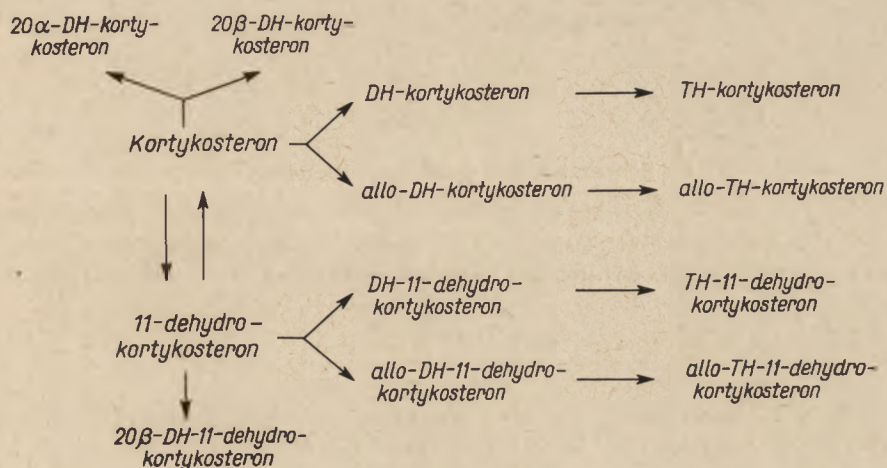 20α-DH-korty-
kosteron
20β-DH-korty-
kosteron
DH-kortykosteron
TH-kortykosteron
Kortykosteron
allo-DH-kortykosteron
allo-TH-kortykosteron
DH-11-dehydro-
kortykosteron
TH-11-dehydro-
kortykosteron
11-dehydro-
kortykosteron
allo-DH-11-dehydro-
kortykosteron
allo-TH-11-dehydro-
kortykosteron
20β-DH-11-dehydro-
kortykosteron